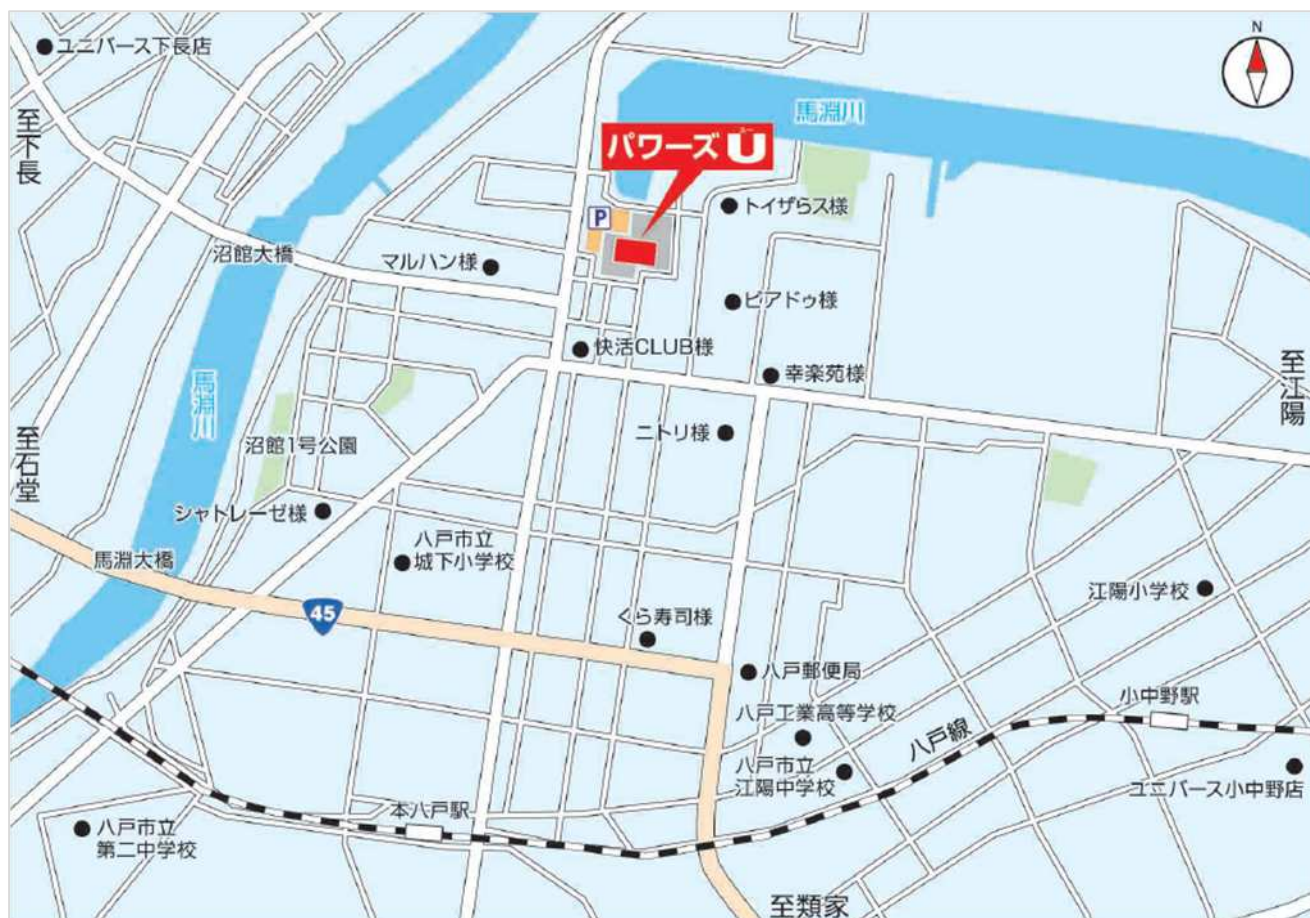 N
ユニバース下長店
馬淵川
至下長
パワーズU
トイザらス様
P
沼館大橋
マルハン様
ピアドゥ様
快活CLUB様
幸楽苑様
至江陽
馬淵川
ニトリ様
至石堂
沼館1号公園
シャトレーゼ様
八戸市立
城下小学校
馬淵大橋
江陽小学校
45
くら寿司様
八戸郵便局
小中野駅
八戸工業高等学校
八戸線
八戸市立
江陽中学校
ユニバース小中野店
本八戸駅
八戸市立
第二中学校
至類家